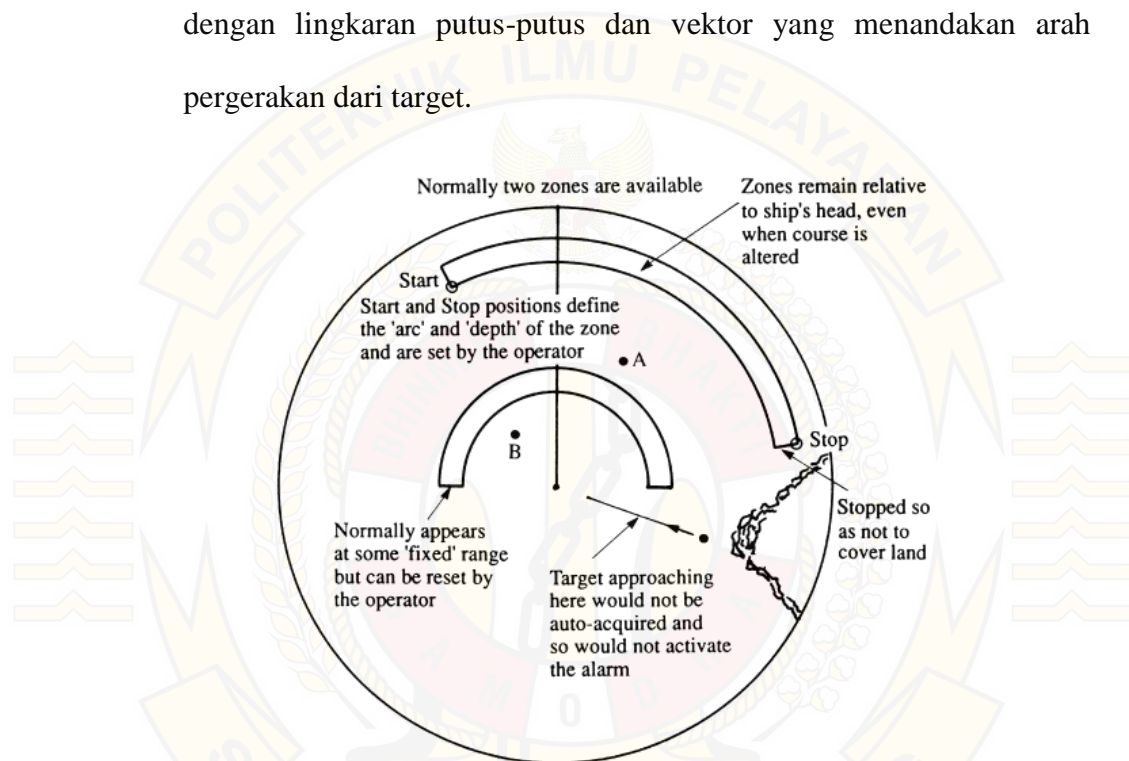 dengan lingkaran putus-putus dan vektor yang menandakan arah
pergerakan dari target.
POLITEKNIK ILMU PELAYARAN
Normally two zones are available
Zones remain relative
to ship's head, even
when course is
altered
Start
Start and Stop positions define
the 'arc' and 'depth' of the zone
and are set by the operator
A
B
Stop
Stopped so
as not to
cover land
Normally appears
at some 'fixed' range
but can be reset by
the operator
Target approaching
here would not be
auto-acquired and
so would not activate
the alarm
BHAKTI